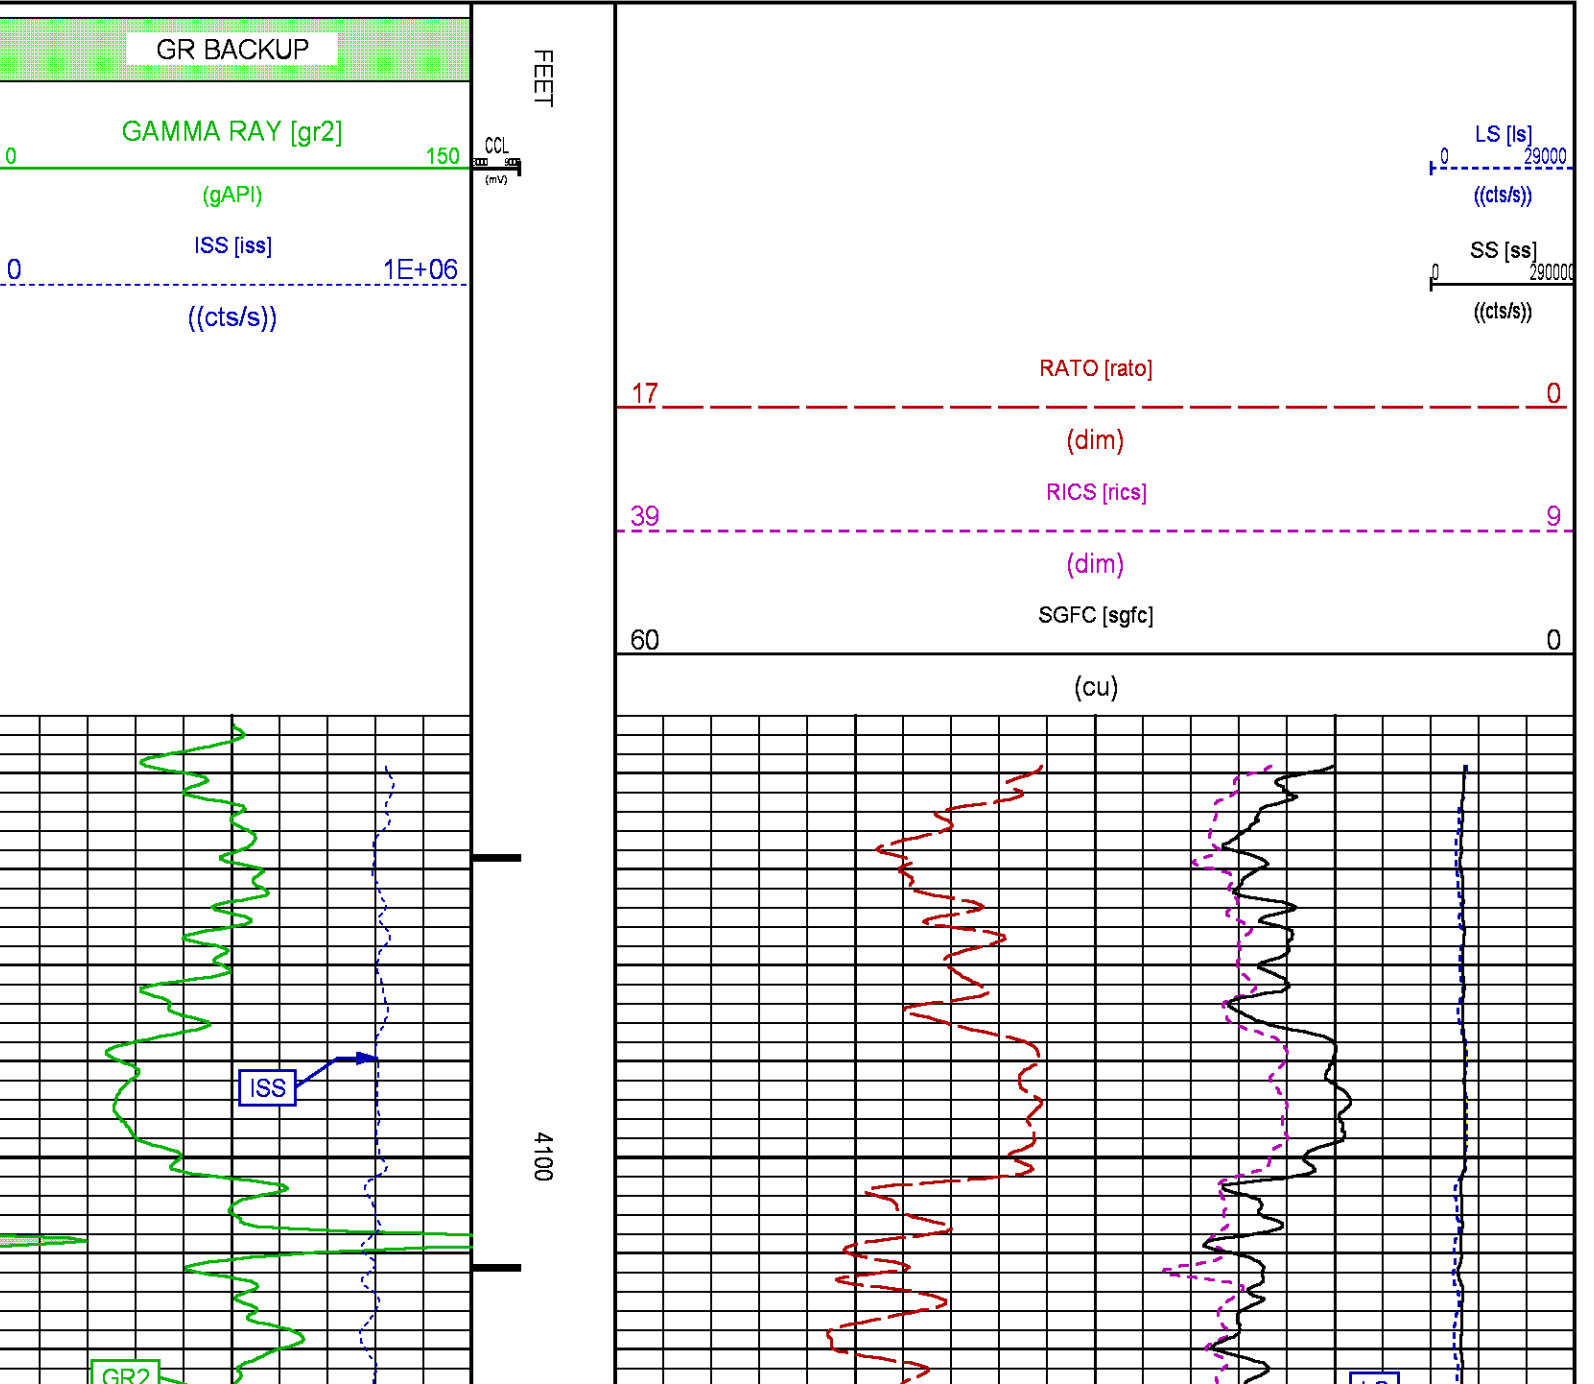 GR BACKUP
GAMMA RAY [gr2]
0 150
(gAPI)
ISS [iss]
0 1E+06
((cts/s))
FEET
CCL
(mV)
LS [ls]
0 29000
((cts/s))
SS [ss]
0 290000
((cts/s))
RATO [rato]
17 0
(dim)
RICS [rics]
39 9
(dim)
SGFC [sgfc]
60 0
(cu)
ISS
4100
GR2